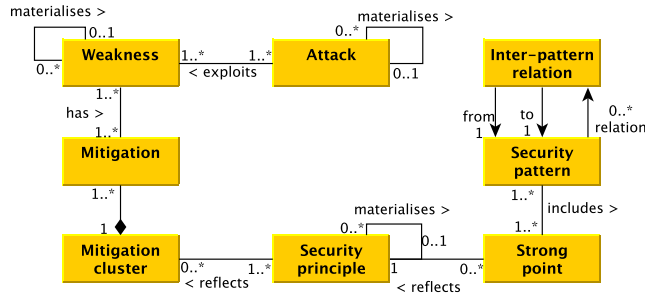 materialises >
materialises >
0..1
0..*
Weakness
Attack
Inter-pattern
relation
0..*
1..*
1..*
0..1
< exploits
1..*
has >
1..*
from
1
to
1
0..*
relation
Mitigation
Security
pattern
1..*
1..*
includes >
materialises >
1
0..*
1..*
0..1
Mitigation
cluster
Security
principle
Strong
point
0..*
1..*
1
0..*
< reflects
< reflects